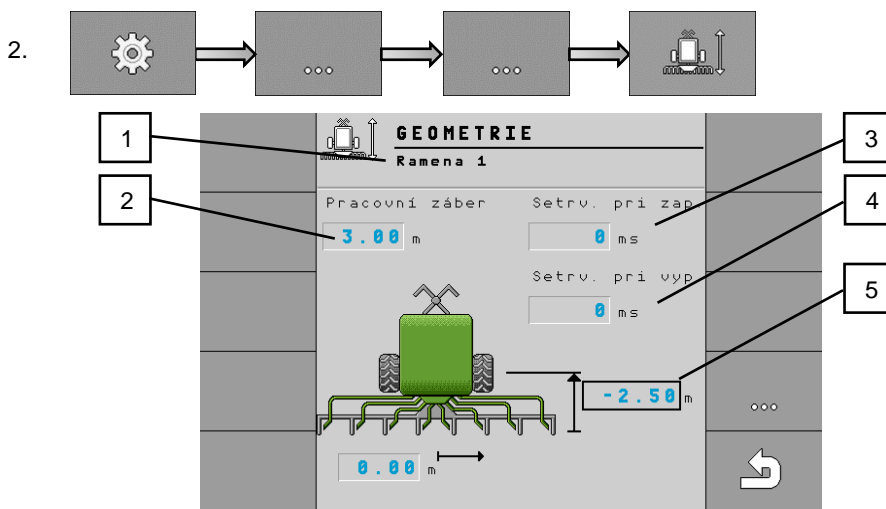 2.
1
GEOMETRIE
Ramena 1
3
2
Pracovní záber
Setrv. pri zap
3.00 m
0 ms
4
Setrv. pri vyp
0 ms
5
-2.50 m
0.00 m